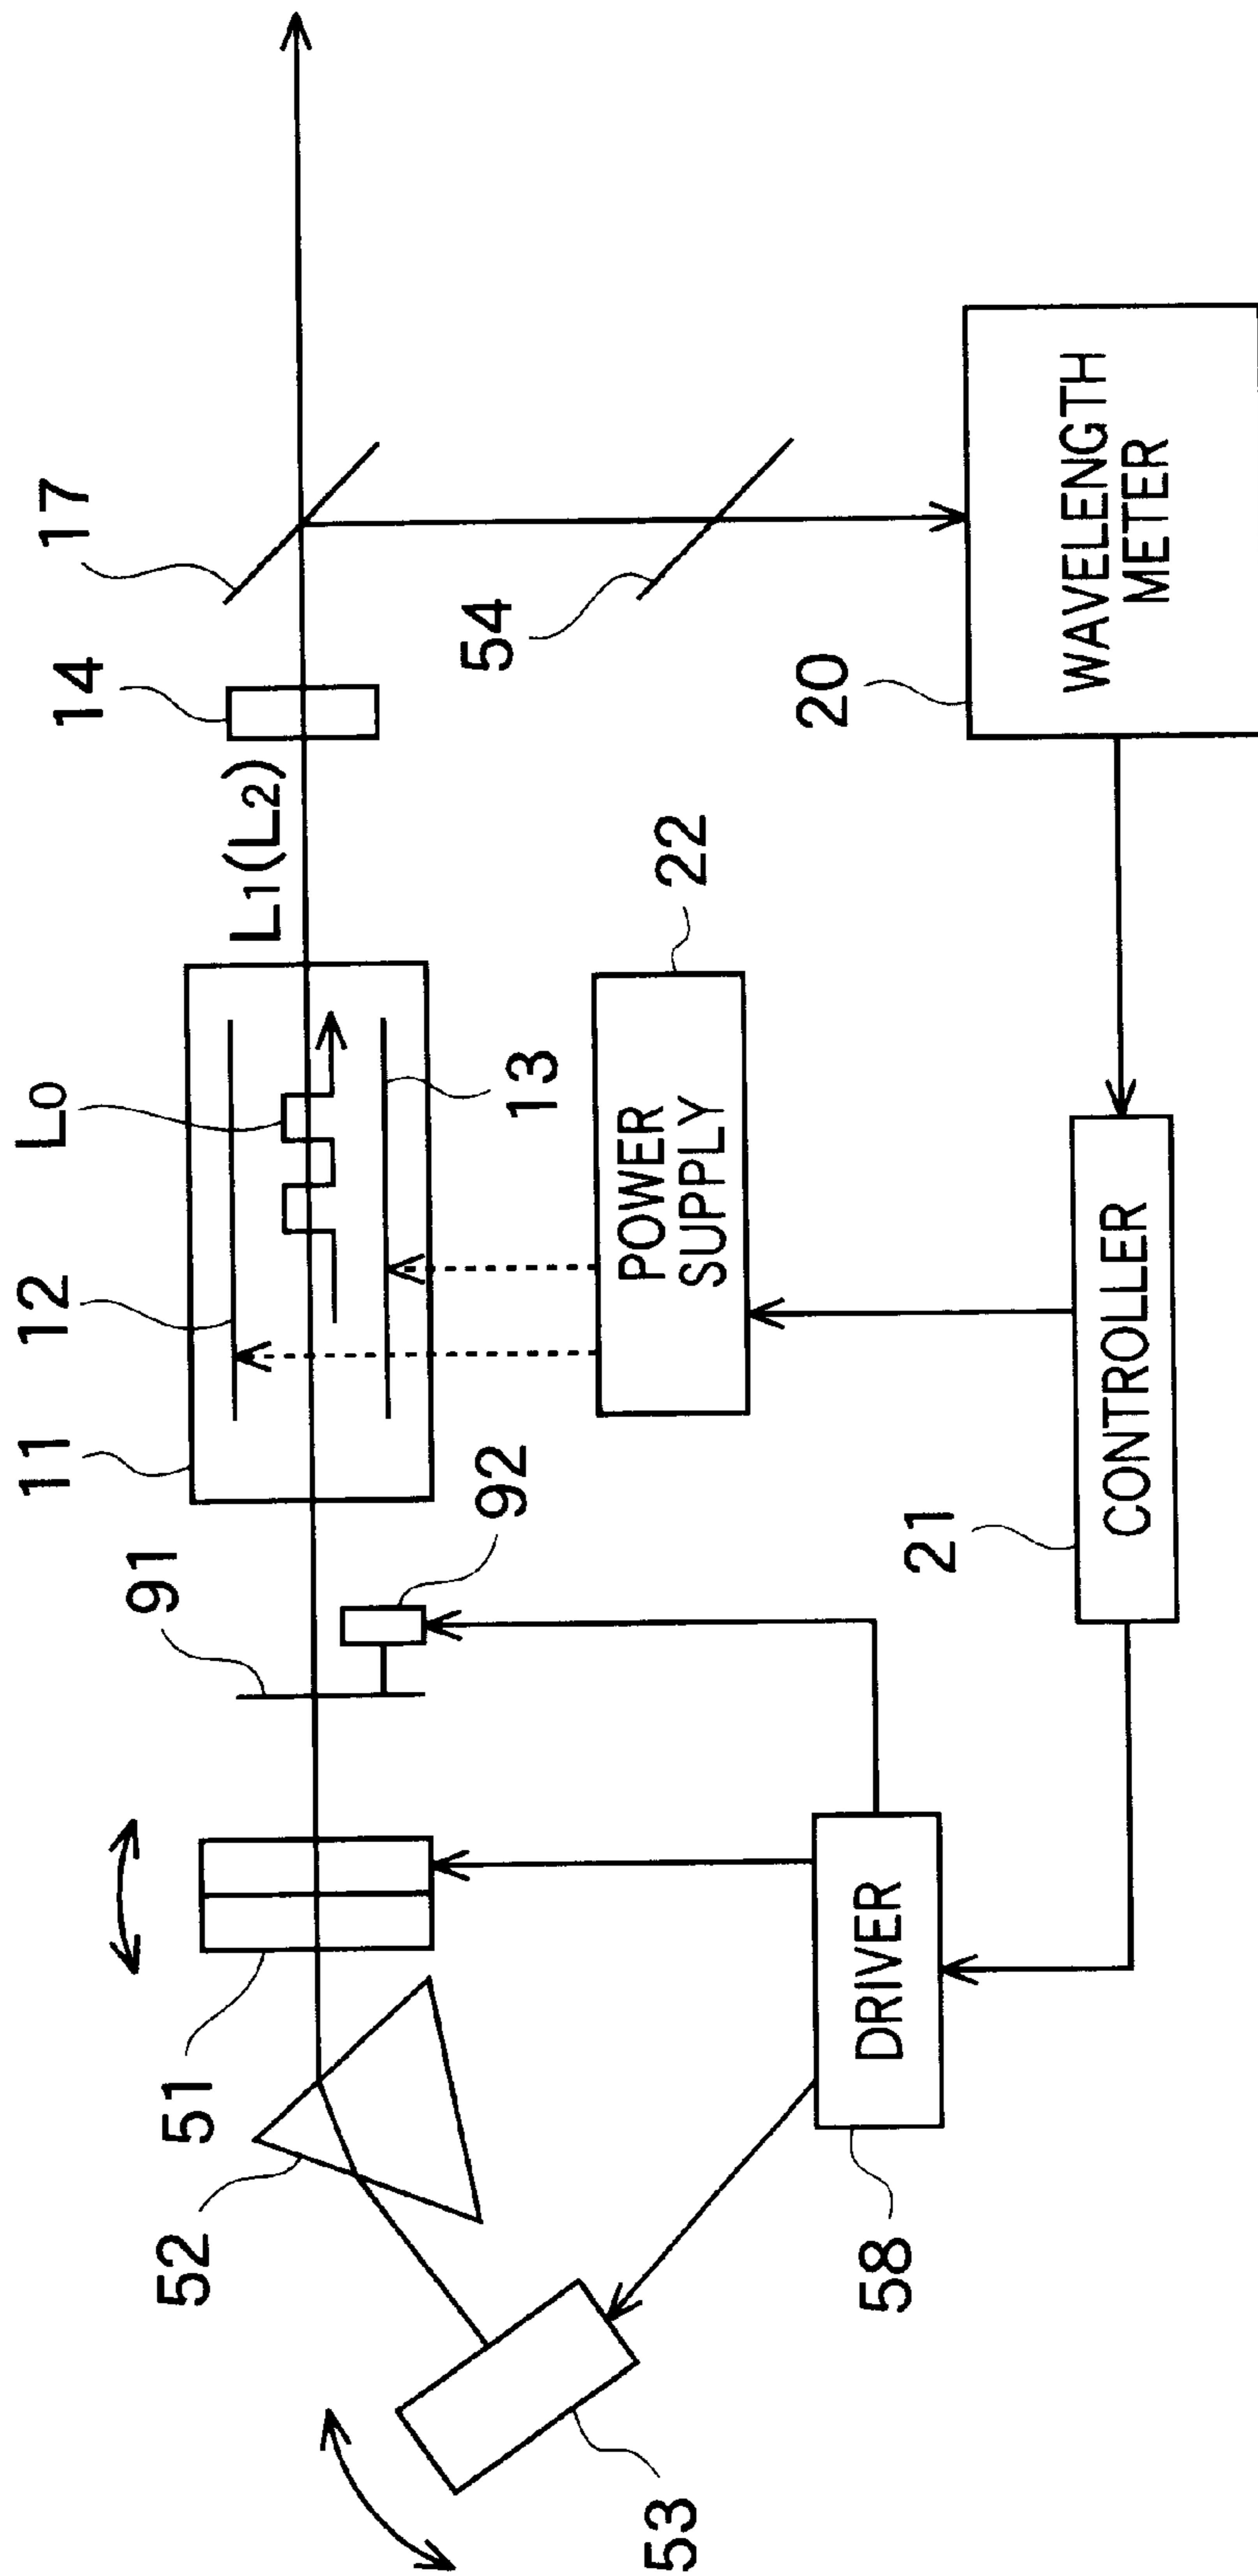 L0
11
12
17
14
L1(L2)
91
92
13
54
51
52
53
POWER
SUPPLY
22
20
WAVELENGTH
METER
21
CONTROLLER
DRIVER
58